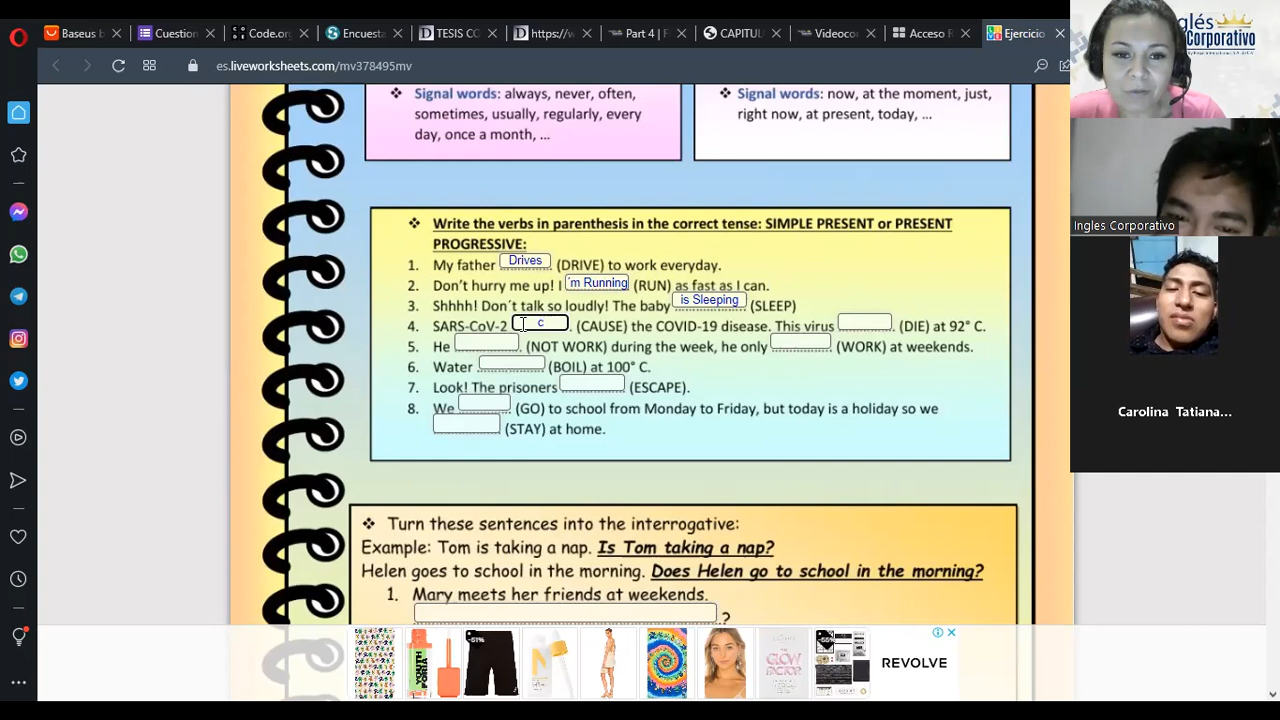 Baseus b
Cuestion
Code.org
Encuesta
FESS CO
D
Part 4 | F
CAPITUL
Videocor
Acceso R
Ejercicio
es.liveworksheets.com/mv378495mv
Inglés
Corporativo
Signal words: always, never, often,
sometimes, usually, regularly, every
day, once a month, ...
Signal words: now, at the moment, just,
right now, at present, today, ...
Write the verbs in parenthesis in the correct tense: SIMPLE PRESENT or PRESENT
PROGRESSIVE:
1. My father Drives (DRIVE) to work everyday.
2. Don't hurry me up! I ´m Running (RUN) as fast as I can.
3. Shhhh! Don´t talk so loudly! The baby is Sleeping (SLEEP)
4. SARS-CoV-2 c (CAUSE) the COVID-19 disease. This virus (DIE) at 92° C.
5. He (NOT WORK) during the week, he only (WORK) at weekends.
6. Water (BOIL) at 100° C.
7. Look! The prisoners (ESCAPE).
8. We (GO) to school from Monday to Friday, but today is a holiday so we
(STAY) at home.
Turn these sentences into the interrogative:
Example: Tom is taking a nap. Is Tom taking a nap?
Helen goes to school in the morning. Does Helen go to school in the morning?
1. Mary meets her friends at weekends.
?
Ingles Corporativo
Carolina Tatiana...
-51%
REVOLVE